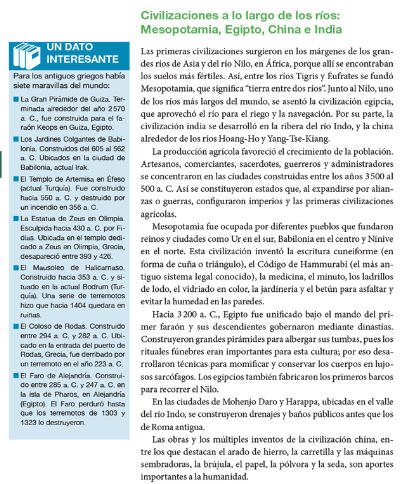 Civilizaciones a lo largo de los ríos:
Mesopotamia, Egipto, China e India
UN DATO
INTERESANTE
Para los antiguos griegos había
siete maravillas del mundo:
■ La Gran Pirámide de Guiza. Ter-
minada alrededor del año 2 570
a. C., fue construida para el fa-
raón Keops en Guiza, Egipto.
■ Los Jardines Colgantes de Babi-
lonia. Construidos del 605 al 562
a. C. Ubicados en la ciudad de
Babilonia, actual Irak.
■ El Templo de Artemisa en Éfeso
(actual Turquía). Fue construido
hacia 550 a. C. y destruido por
un incendio en 356 a. C.
■ La Estatua de Zeus en Olimpia.
Esculpida hacia 430 a. C. por Fi-
dias. Ubicada en el templo dedi-
cado a Zeus en Olimpia, Grecia,
desapareció entre 393 y 426.
■ El Mausoleo de Halicarnaso.
Construido hacia 353 a. C. y si-
tuado en la actual Bodrum (Tur-
quía). Una serie de terremotos
hizo que hacia 1404 quedara en
ruinas.
■ El Coloso de Rodas. Construido
entre 294 a. C. y 282 a. C. Ubi-
cado en la entrada del puerto de
Rodas, Grecia, fue derribado por
un terremoto en el año 223 a. C.
■ El Faro de Alejandría. Construi-
do entre 285 a. C. y 247 a. C. en
la isla de Pharos, en Alejandría
(Egipto). El Faro perduró hasta
que los terremotos de 1303 y
1323 lo destruyeron.
Las primeras civilizaciones surgieron en los márgenes de los gran-
des ríos de Asia y del río Nilo, en África, porque allí se encontraban
los suelos más fértiles. Así, entre los ríos Tigris y Éufrates se fundó
Mesopotamia, que significa “tierra entre dos ríos”. Junto al Nilo, uno
de los ríos más largos del mundo, se asentó la civilización egipcia,
que aprovechó el río para el riego y la navegación. Por su parte, la
civilización india se desarrolló en la ribera del río Indo, y la china
alrededor de los ríos Hoang-Ho y Yang-Tse-Kiang.
La producción agrícola favoreció el crecimiento de la población.
Artesanos, comerciantes, sacerdotes, guerreros y administradores
se concentraron en las ciudades construidas entre los años 3 500 al
500 a. C. Así se constituyeron estados que, al expandirse por alian-
zas o guerras, configuraron imperios y las primeras civilizaciones
agrícolas.
Mesopotamia fue ocupada por diferentes pueblos que fundaron
reinos y ciudades como Ur en el sur, Babilonia en el centro y Nínive
en el norte. Esta civilización inventó la escritura cuneiforme (en
forma de cuña o triángulo), el Código de Hammurabi (el más an-
tiguo sistema legal conocido), la medicina, el minuto, los ladrillos
de lodo, el vidriado en color, la jardinería y el betún para asfaltar y
evitar la humedad en las paredes.
Hacia 3 200 a. C., Egipto fue unificado bajo el mando del pri-
mer faraón y sus descendientes gobernaron mediante dinastías.
Construyeron grandes pirámides para albergar sus tumbas, pues los
rituales fúnebres eran importantes para esta cultura; por eso desa-
rrollaron técnicas para momificar y conservar los cuerpos en lujo-
sos sarcófagos. Los egipcios también fabricaron los primeros barcos
para recorrer el Nilo.
En las ciudades de Mohenjo Daro y Harappa, ubicadas en el valle
del río Indo, se construyeron drenajes y baños públicos antes que los
de Roma antigua.
Las obras y los múltiples inventos de la civilización china, en-
tre los que destacan el arado de hierro, la carretilla y las máquinas
sembradoras, la brújula, el papel, la pólvora y la seda, son aportes
importantes a la humanidad.